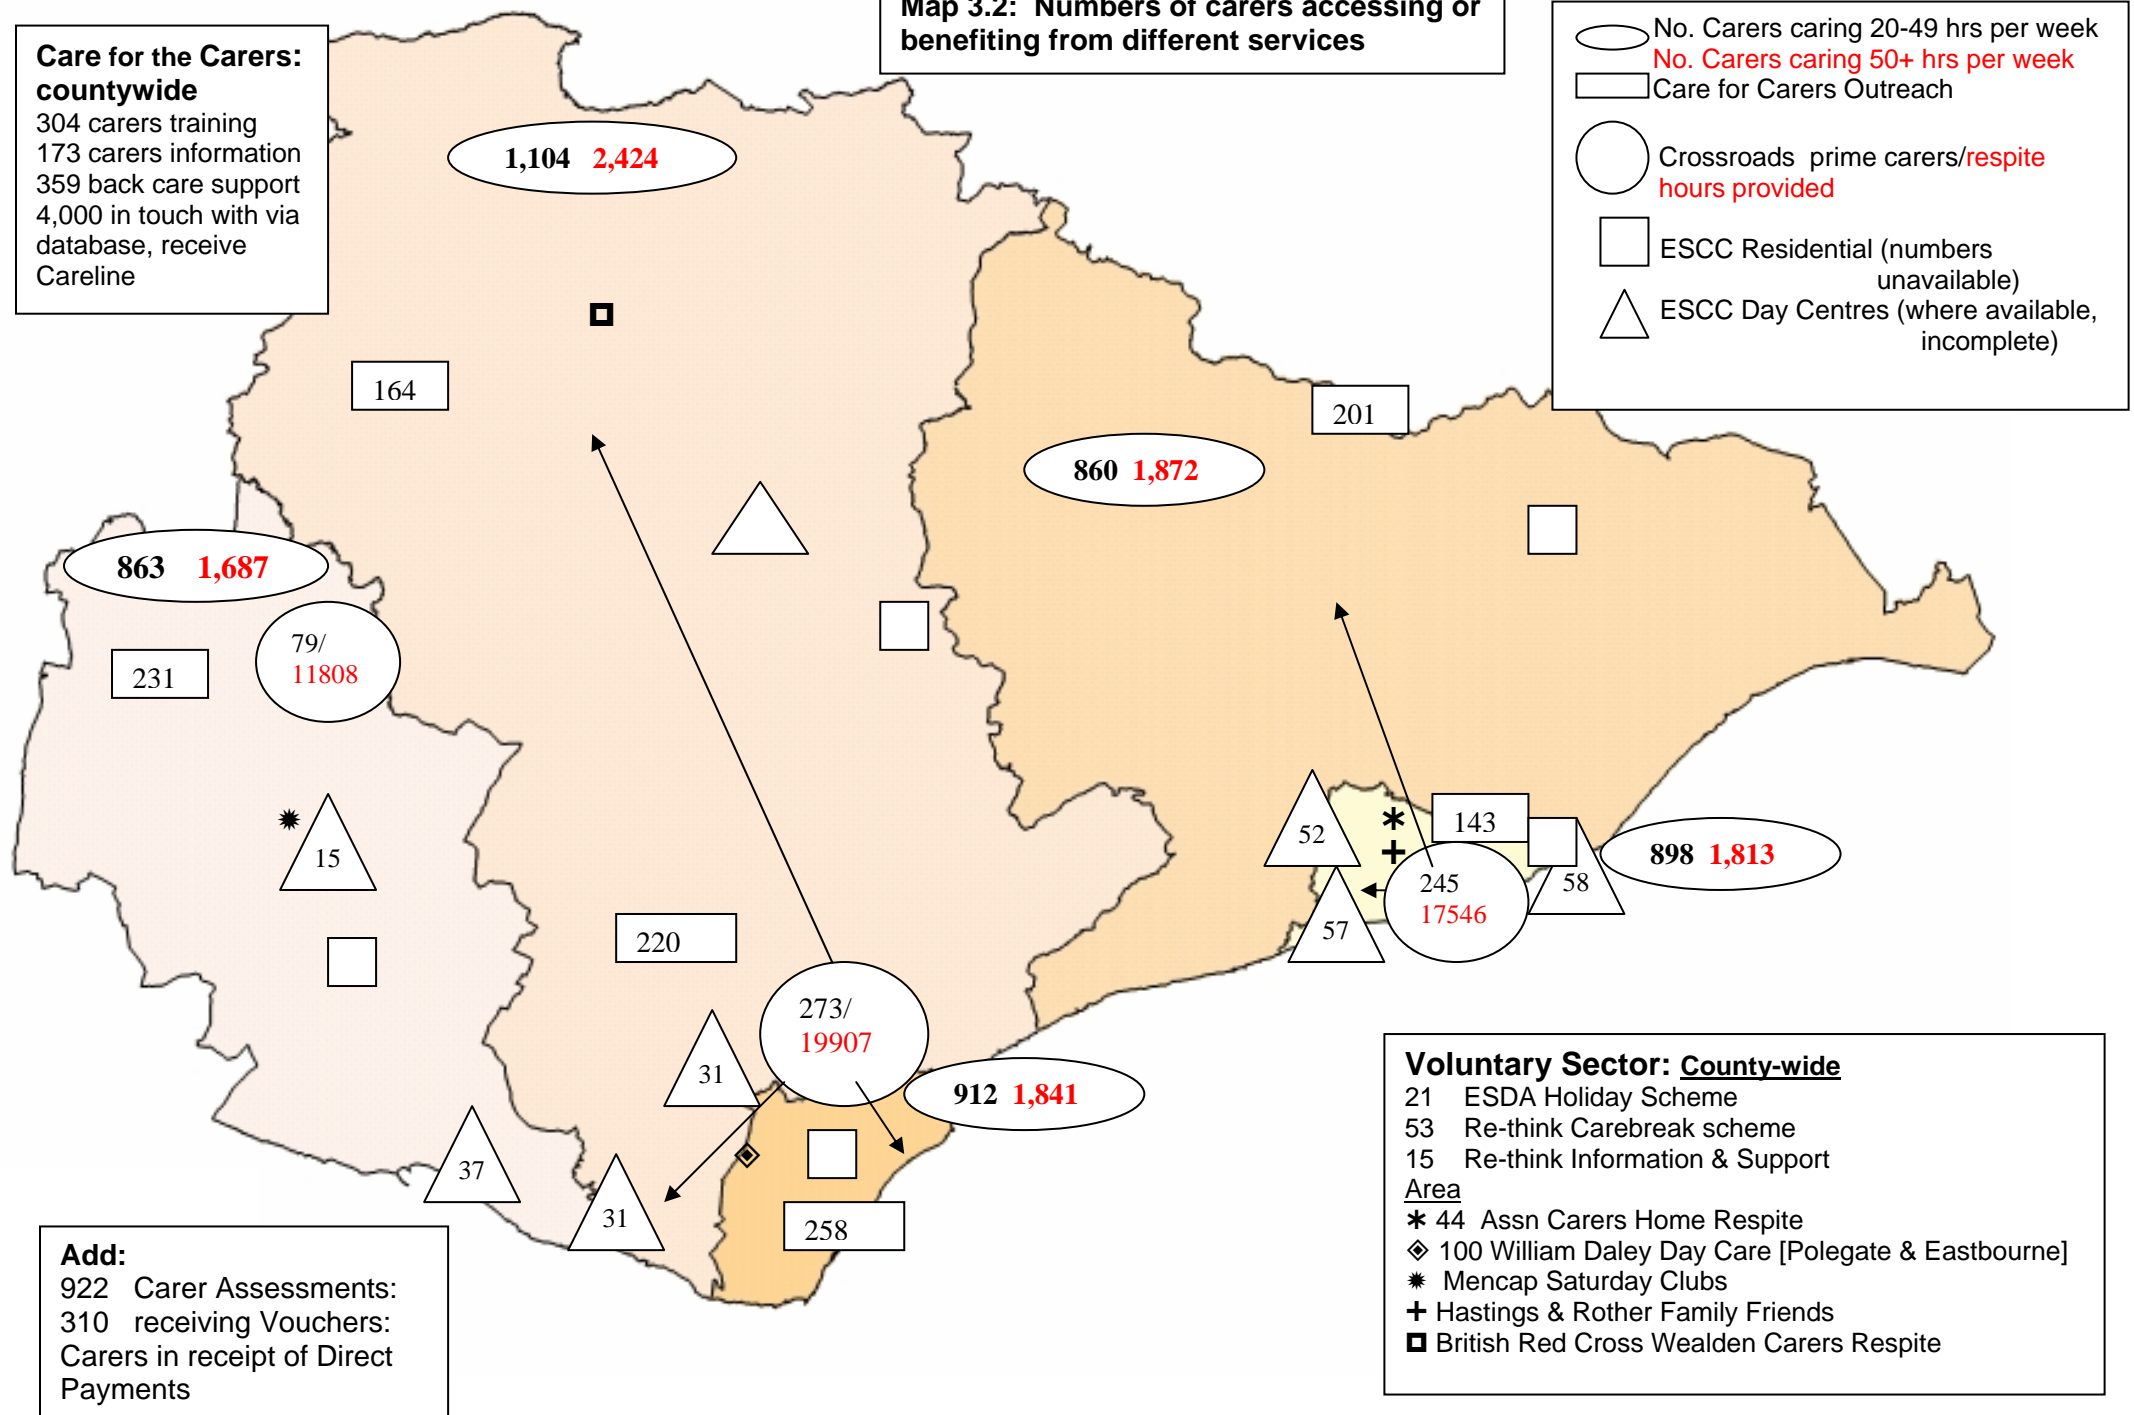 Map 3.2: Numbers of carers accessing or
benefiting from different services
Care for the Carers:
countywide
304 carers training
173 carers information
359 back care support
4,000 in touch with via
database, receive
Careline
No. Carers caring 20-49 hrs per week
No. Carers caring 50+ hrs per week
Care for Carers Outreach
Crossroads prime carers/respite
hours provided
ESCC Residential (numbers
unavailable)
ESCC Day Centres (where available,
incomplete)
1,104 2,424
164
201
860 1,872
863 1,687
79/
11808
231
15
52
143
898 1,813
245
17546
58
57
220
273/
19907
31
912 1,841
37
31
258
Voluntary Sector: County-wide
21 ESDA Holiday Scheme
53 Re-think Carebreak scheme
15 Re-think Information & Support
Area
44 Assn Carers Home Respite
100 William Daley Day Care [Polegate & Eastbourne]
Mencap Saturday Clubs
Hastings & Rother Family Friends
British Red Cross Wealden Carers Respite
Add:
922 Carer Assessments:
310 receiving Vouchers:
Carers in receipt of Direct
Payments